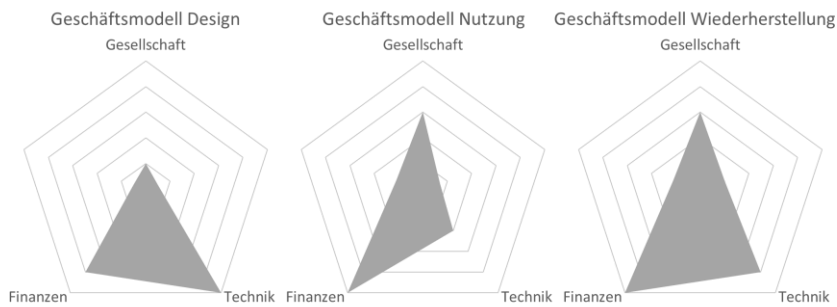 Geschäftsmodell Design
Gesellschaft
Finanzen
Technik
Geschäftsmodell Nutzung
Gesellschaft
Finanzen
Technik
Geschäftsmodell Wiederherstellung
Gesellschaft
Finanzen
Technik